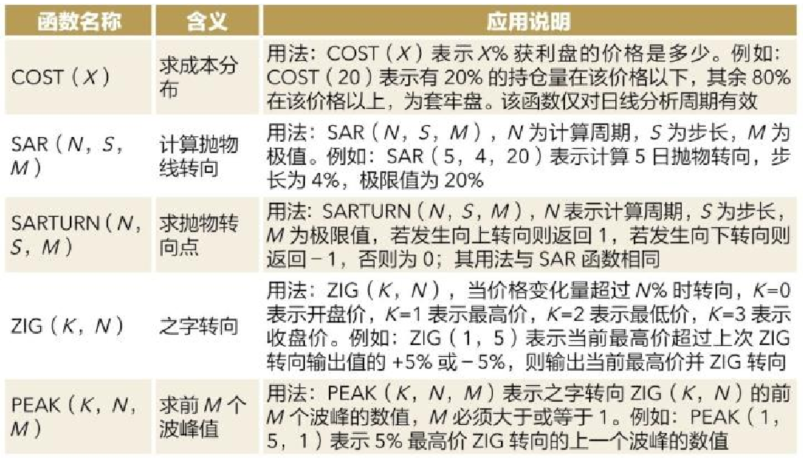 函数名称 含义 应用说明
COST（X） 求成本分布 用法：COST（X）表示X% 获利盘的价格是多少。例如：
COST（20）表示有 20% 的持仓量在该价格以下，其余 80%
在该价格以上，为套牢盘。该函数仅对日线分析周期有效
SAR（N，S，
M）
计算抛物
线转向
用法：SAR（N，S，M），N 为计算周期，S 为步长，M 为
极值。例如：SAR（5，4，20）表示计算 5 日抛物转向，步
长为 4%，极限值为 20%
SARTURN（N，
S，M）
求抛物转
向点
用法：SARTURN（N，S，M），N 表示计算周期，S 为步长，
M 为极限值，若发生向上转向则返回 1，若发生向下转向则
返回－1，否则为 0；其用法与 SAR 函数相同
ZIG（K，N） 之字转向
用法：ZIG（K，N），当价格变化量超过 N% 时转向，K=0
表示开盘价，K=1 表示最高价，K=2 表示最低价，K=3 表示
收盘价。例如：ZIG（1，5）表示当前最高价超过上次 ZIG
转向输出值的 +5% 或－5%，则输出当前最高价并 ZIG 转向
PEAK（K，N，
M）
求前 M 个
波峰值
用法：PEAK（K，N，M）表示之字转向 ZIG（K，N）的前
M 个波峰的数值，M 必须大于或等于 1。例如：PEAK（1，
5，1）表示 5% 最高价 ZIG 转向的上一个波峰的数值